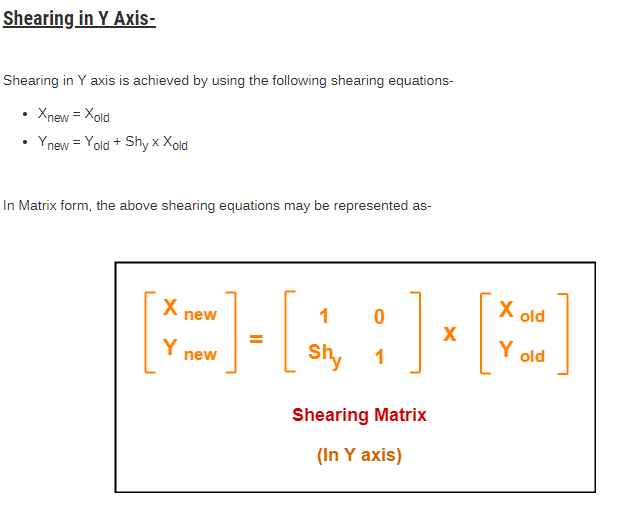 Shearing in Y Axis-
Shearing in Y axis is achieved by using the following shearing equations-
• Xnew = Xold
• Ynew = Yold + Shy x Xold
In Matrix form, the above shearing equations may be represented as-
X new = 1 0 X X old
Y new Shy 1 Y old
Shearing Matrix
(In Y axis)